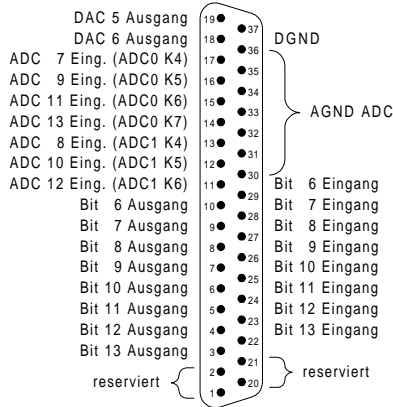 DAC 5 Ausgang 19 37
DAC 6 Ausgang 18 36 DGND
ADC 7 Eing. (ADC0 K4) 17 35
ADC 9 Eing. (ADC0 K5) 16 34
ADC 11 Eing. (ADC0 K6) 15 33 AGND ADC
ADC 13 Eing. (ADC0 K7) 14 32
ADC 8 Eing. (ADC1 K4) 13 31
ADC 10 Eing. (ADC1 K5) 12 30
ADC 12 Eing. (ADC1 K6) 11 29 Bit 6 Eingang
Bit 6 Ausgang 10 28 Bit 7 Eingang
Bit 7 Ausgang 9 27 Bit 8 Eingang
Bit 8 Ausgang 8 26 Bit 9 Eingang
Bit 9 Ausgang 7 25 Bit 10 Eingang
Bit 10 Ausgang 6 24 Bit 11 Eingang
Bit 11 Ausgang 5 23 Bit 12 Eingang
Bit 12 Ausgang 4 22 Bit 13 Eingang
Bit 13 Ausgang 3 21
reserviert 2 20 reserviert
1